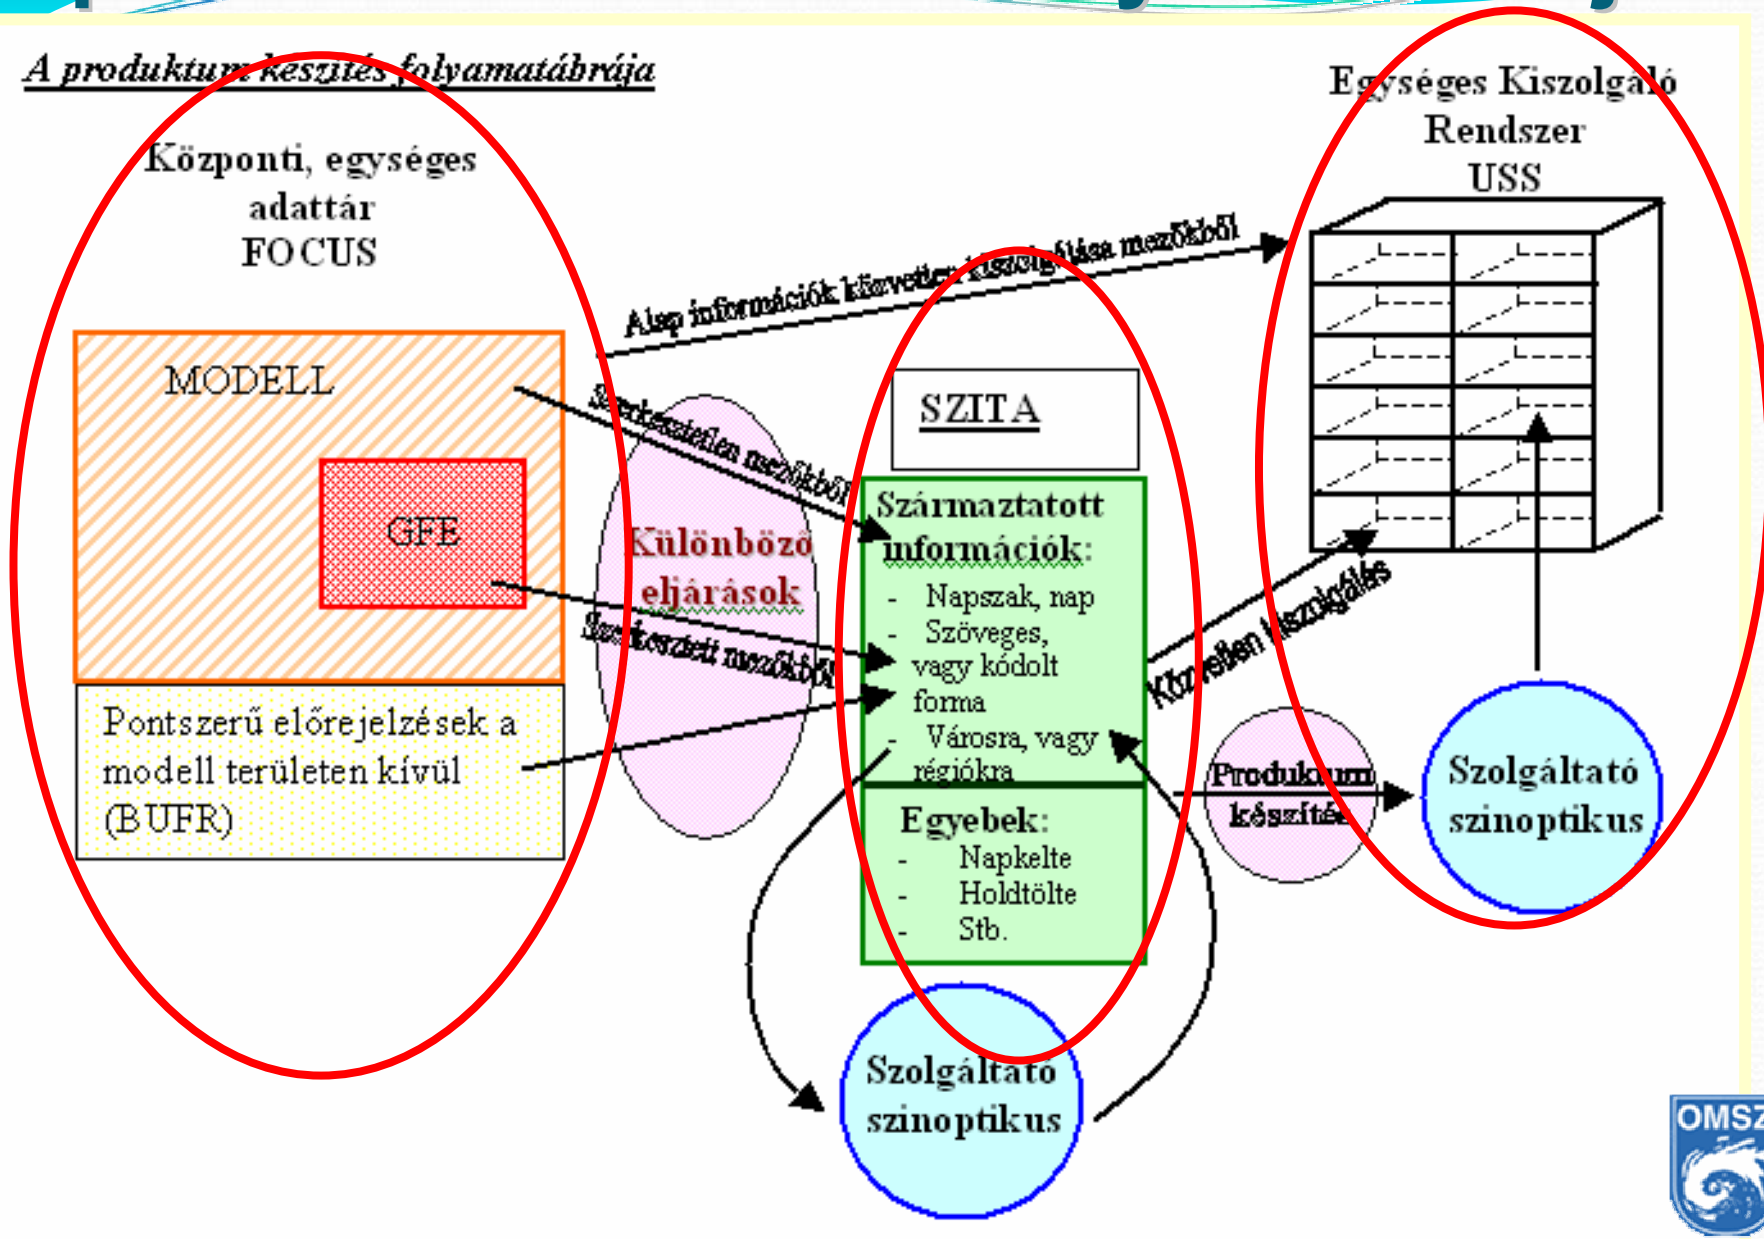 A produktum készítés folyamatábrája
Központi, egységes
adattár
FOCUS
MODELL
GFE
Pontszerű előrejelzések a
modell területen kívül
(BUFR)
Alap információk közvetlen kiszolgálása mezőkből
Szerkesztetlen mezőkből
Különböző
eljárások
Szerkesztett mezőkből
SZITA
Származtatott
információk:
- Napszak, nap
- Szöveges,
vagy kódolt
forma
- Városra, vagy
régiókra
Egyebek:
- Napkelte
- Holdtölte
- Stb.
Szolgáltató
szinoptikus
Közvetlen kiszolgálás
Produktum
készítés
Egységes Kiszolgáló
Rendszer
USS
Szolgáltató
szinoptikus
OMSZ